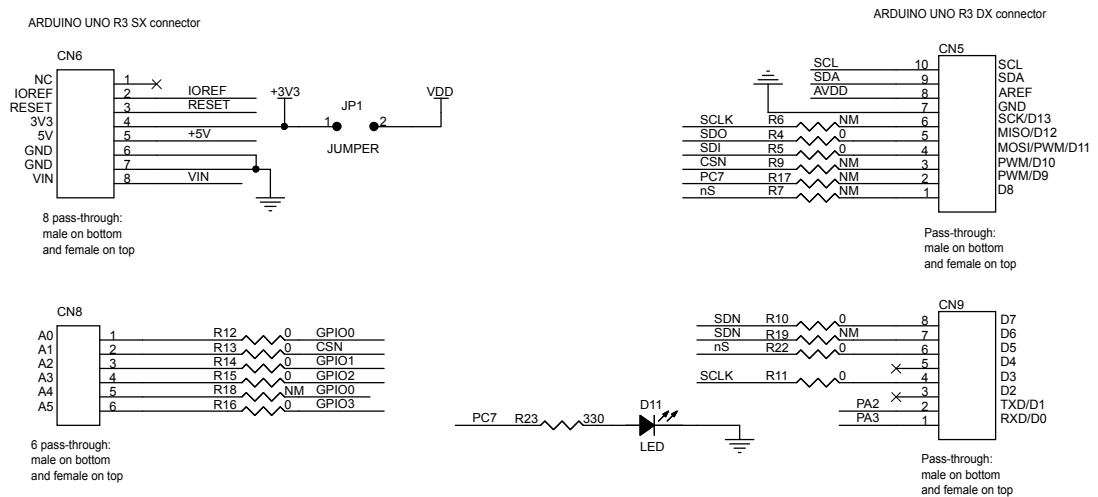 ARDUINO UNO R3 SX connector
CN6
NC 1
IOREF 2 IOREF
RESET 3 RESET
3V3 4
5V 5 +5V
GND 6
GND 7
VIN 8 VIN
+3V3
JP1
1 2
JUMPER
VDD
8 pass-through:
male on bottom
and female on top
ARDUINO UNO R3 DX connector
CN5
SCL 10 SCL
SDA 9 SDA
AVDD 8 AREF
7 GND
SCLK R6 NM 6 SCK/D13
SDO R4 0 5 MISO/D12
SDI R5 0 4 MOSI/PWM/D11
CSN R9 NM 3 PWM/D10
PC7 R17 NM 2 PWM/D9
nS R7 NM 1 D8
Pass-through:
male on bottom
and female on top
CN8
A0 1 R12 0 GPIO0
A1 2 R13 0 CSN
A2 3 R14 0 GPIO1
A3 4 R15 0 GPIO2
A4 5 R18 NM GPIO0
A5 6 R16 0 GPIO3
6 pass-through:
male on bottom
and female on top
PC7 R23 330
D11
LED
CN9
SDN R10 0 8 D7
SDN R19 NM 7 D6
nS R22 0 6 D5
5 D4
SCLK R11 0 4 D3
3 D2
PA2 2 TXD/D1
PA3 1 RXD/D0
Pass-through:
male on bottom
and female on top